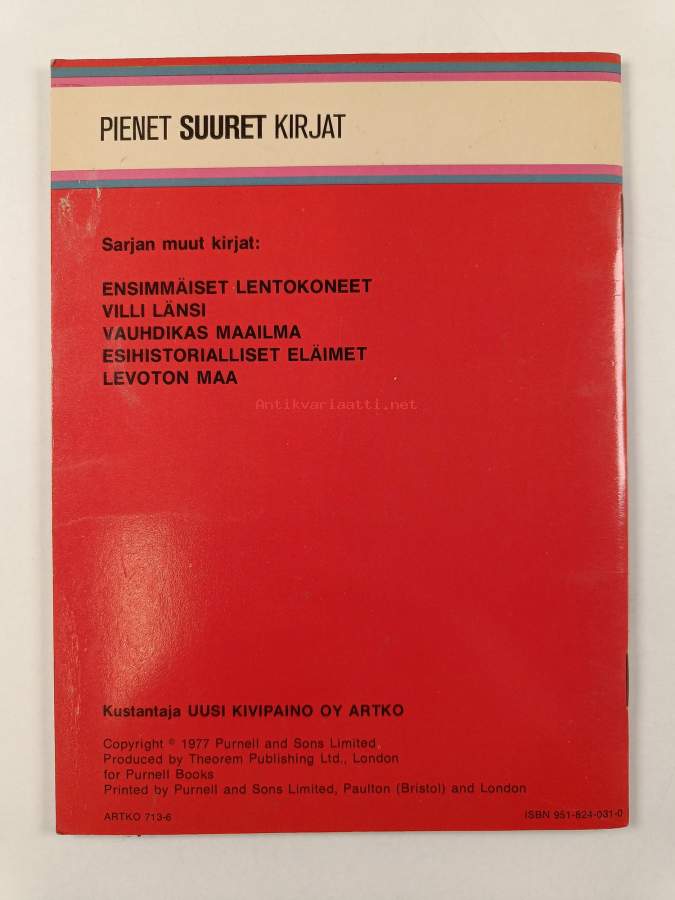 PIENET SUURET KIRJAT
Sarjan muut kirjat:
ENSIMMÄISET LENTOKONEET
VILLI LÄNSI
VAUHDIKAS MAAILMA
ESIHISTORIALLISET ELÄIMET
LEVOTON MAA
Antikvariaatti.net
Kustantaja UUSI KIVIPAINO OY ARTKO
Copyright © 1977 Purnell and Sons Limited
Produced by Theorem Publishing Ltd., London
for Purnell Books
Printed by Purnell and Sons Limited, Paulton (Bristol) and London
ARTKO 713-6
ISBN 951-824-031-0